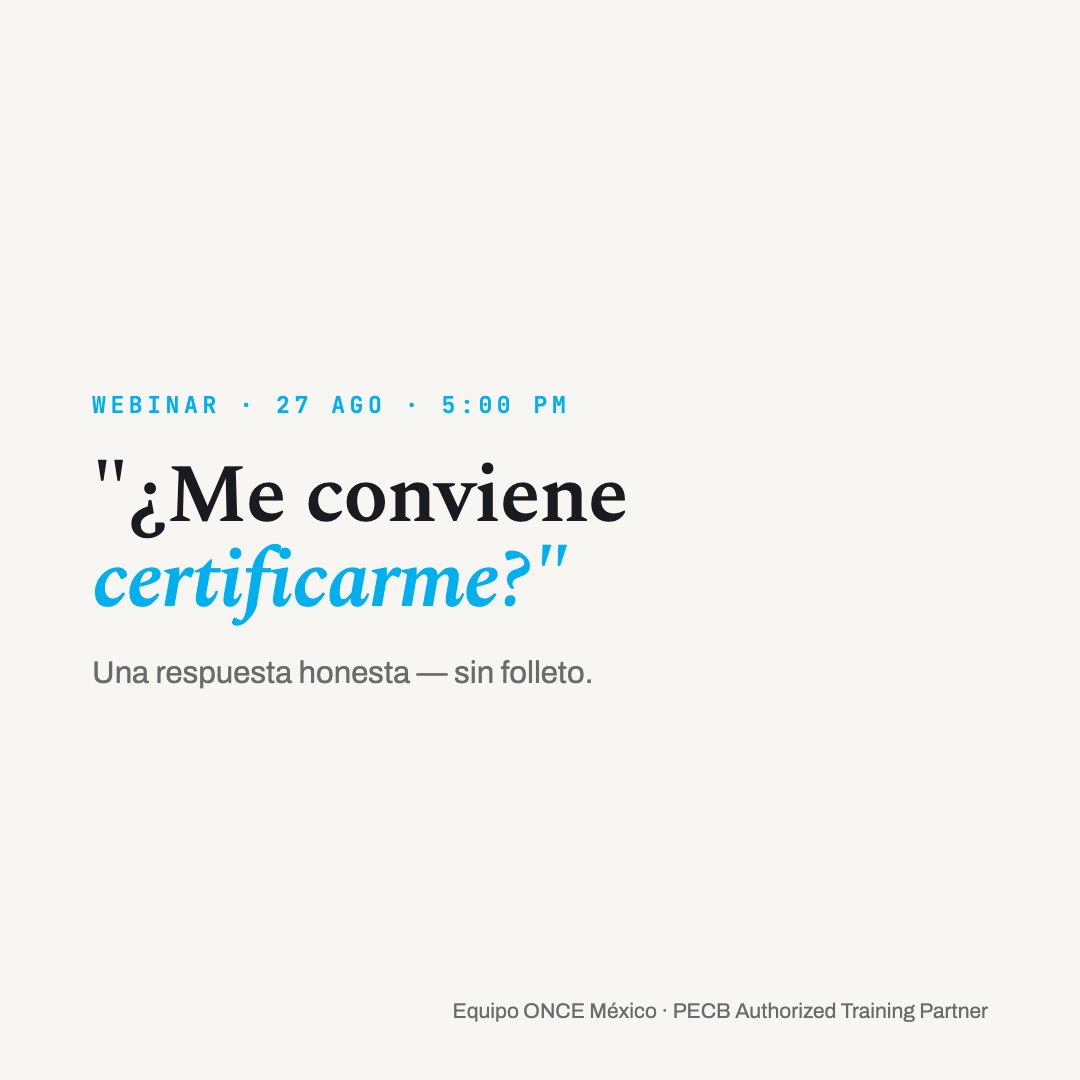 WEBINAR · 27 AGO · 5:00 PM
"¿Me conviene
certificarme?"
Una respuesta honesta — sin folleto.
Equipo ONCE México · PECB Authorized Training Partner